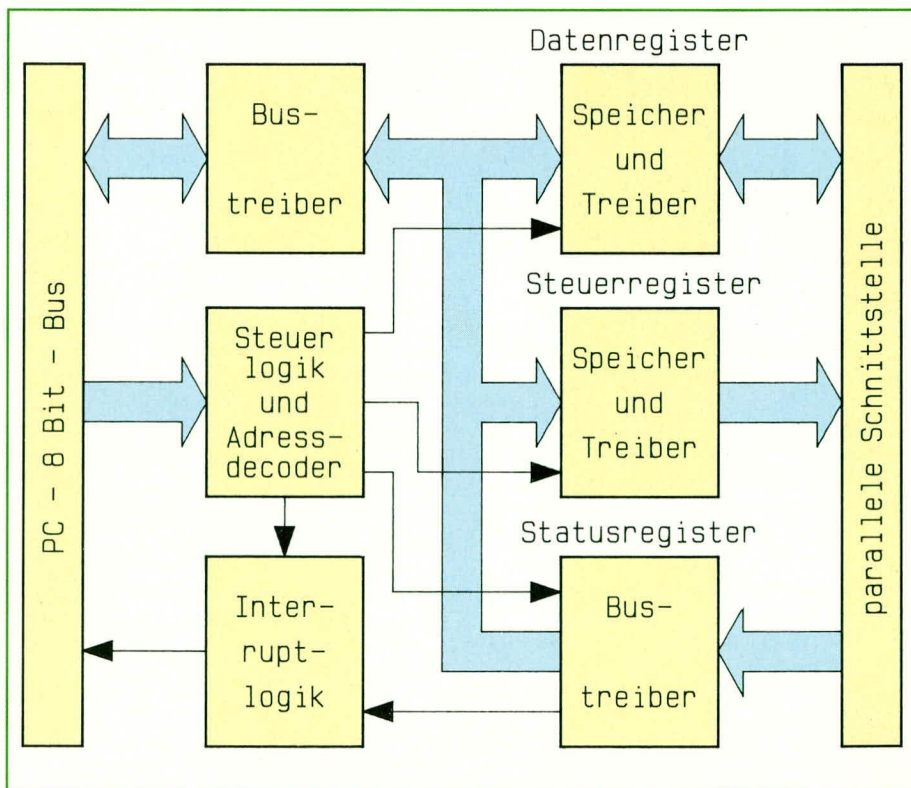 Datenregister
PC - 8 Bit - Bus
Bus-
treiber
Speicher
und
Treiber
parallele Schnittstelle
Steuerregister
Steuer
logik
und
Adress-
decoder
Speicher
und
Treiber
Statusregister
Inter-
rupt-
logik
Bus-
treiber